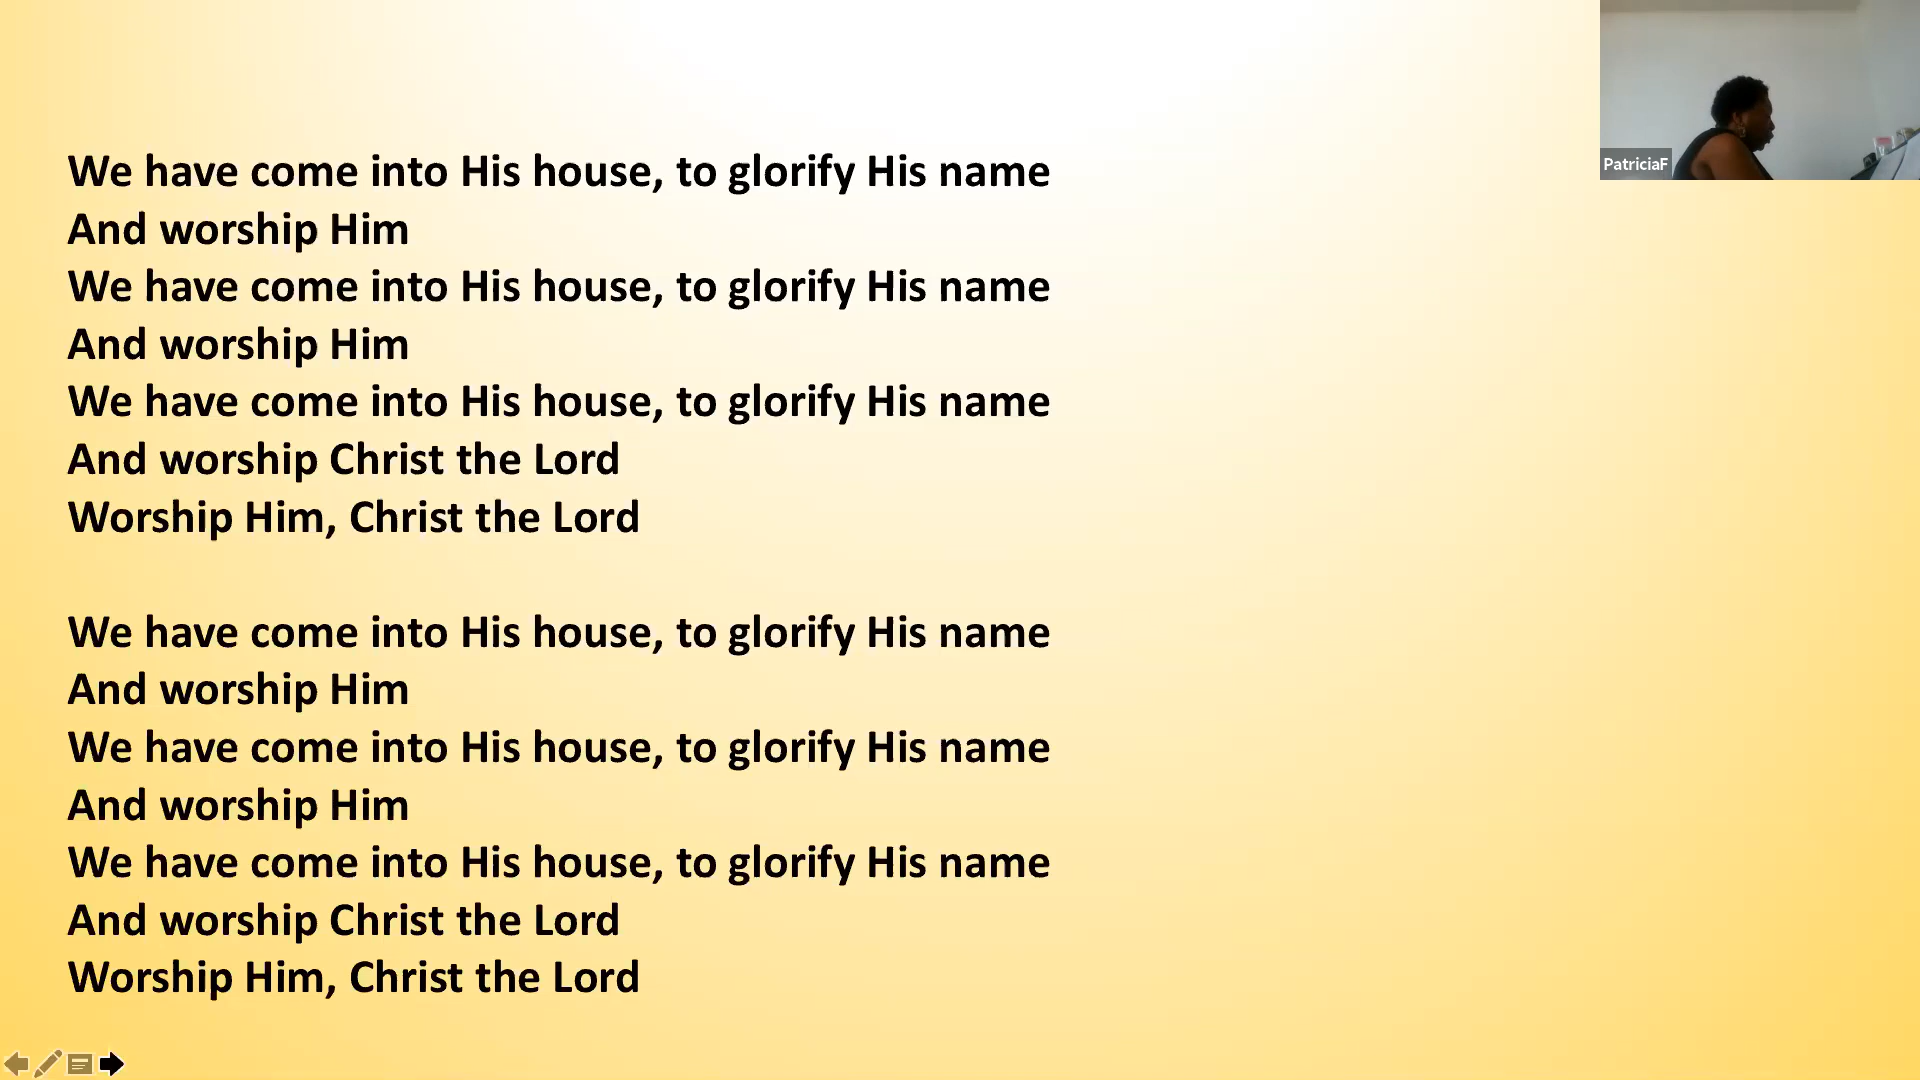 We have come into His house, to glorify His name
And worship Him
We have come into His house, to glorify His name
And worship Him
We have come into His house, to glorify His name
And worship Christ the Lord
Worship Him, Christ the Lord
We have come into His house, to glorify His name
And worship Him
We have come into His house, to glorify His name
And worship Him
We have come into His house, to glorify His name
And worship Christ the Lord
Worship Him, Christ the Lord
PatriciaF